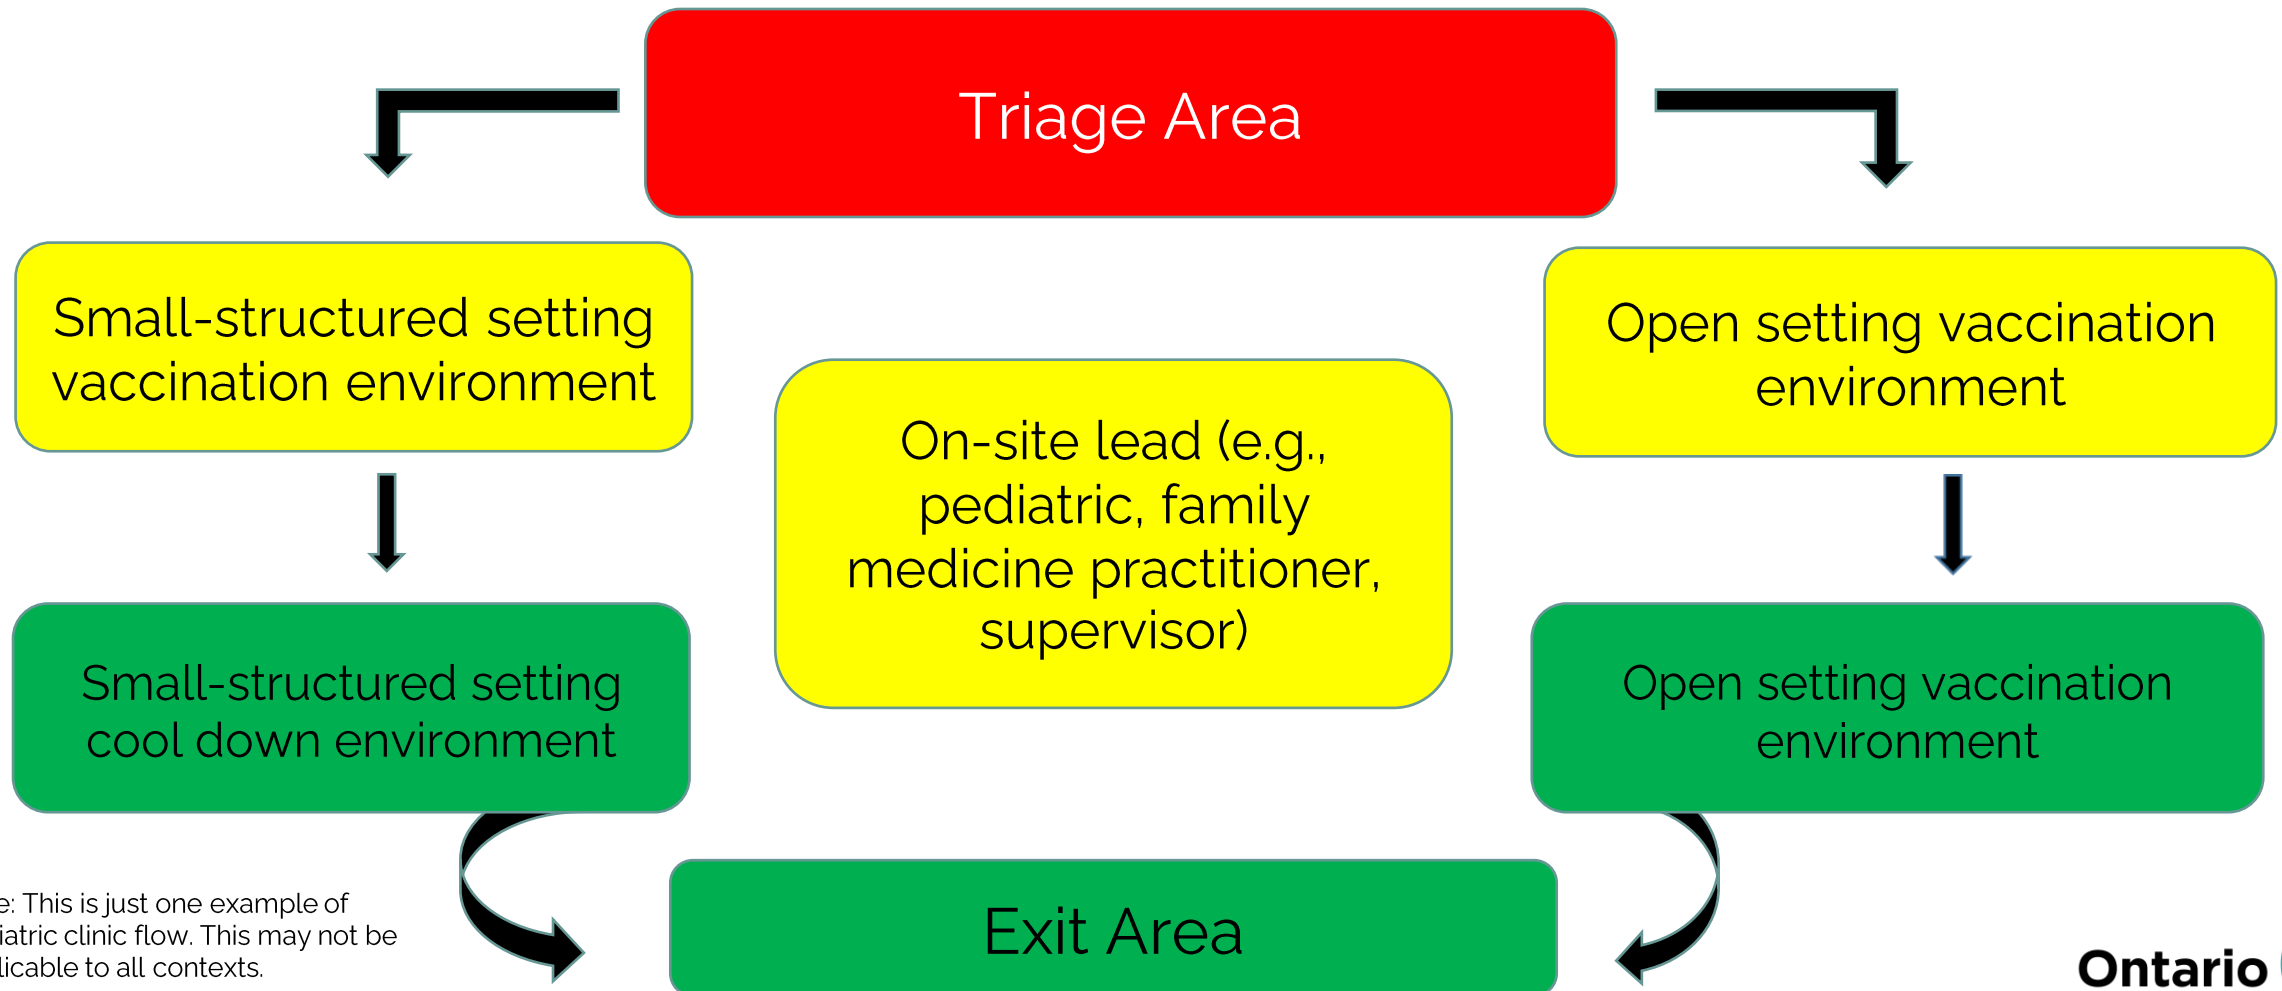 Triage Area
Small-structured setting
vaccination environment
Open setting vaccination
environment
On-site lead (e.g.,
pediatric, family
medicine practitioner,
supervisor)
Small-structured setting
cool down environment
Open setting vaccination
environment
Exit Area
e: This is just one example of
iatric clinic flow. This may not be
licable to all contexts.
Ontario